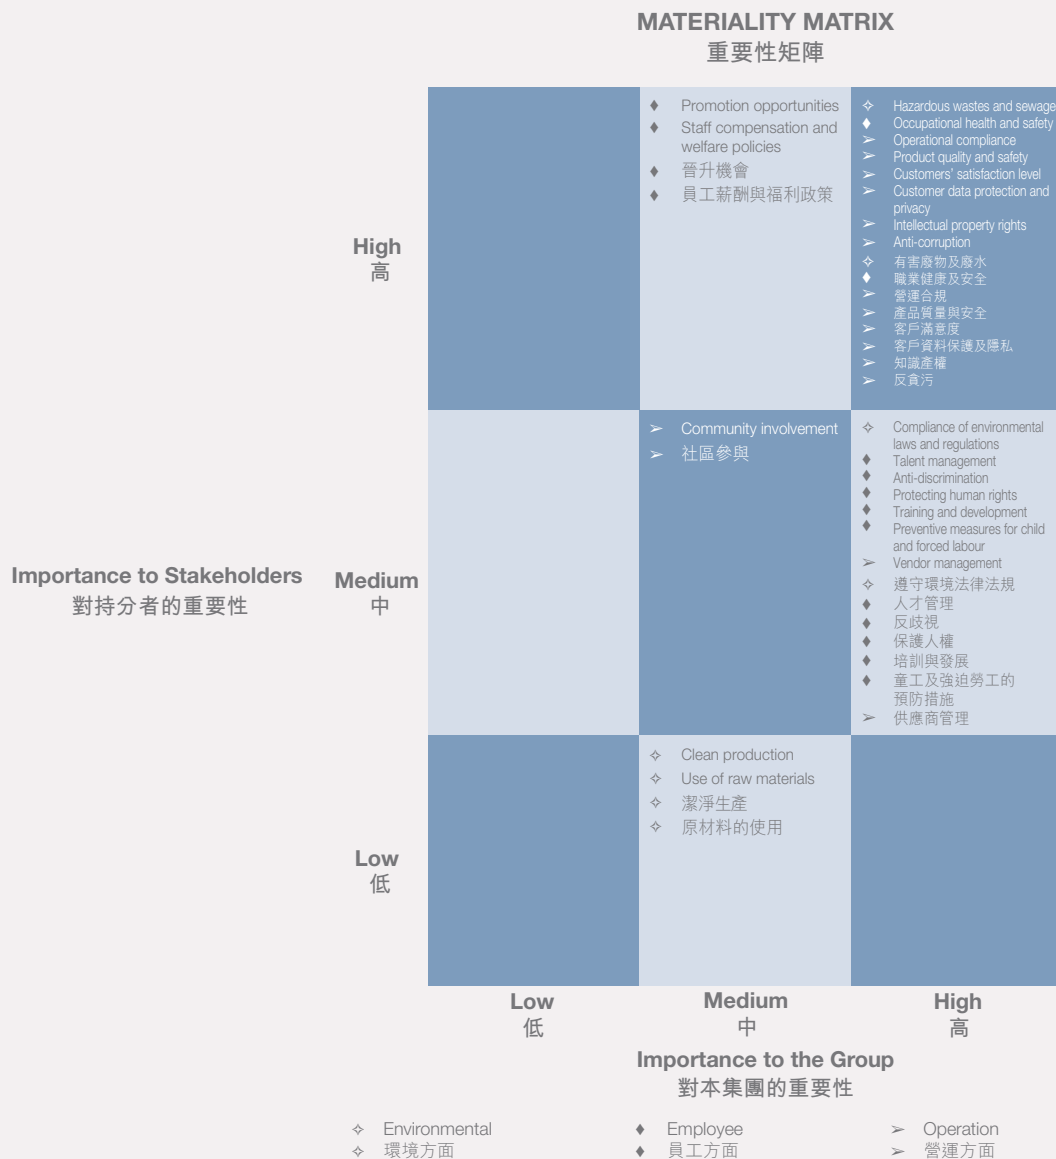 MATERIALITY MATRIX
重要性矩陣
High
高
♦ Promotion opportunities
♦ Staff compensation and
welfare policies
♦ 晉升機會
♦ 員工薪酬與福利政策
✧ Hazardous wastes and sewage
♦ Occupational health and safety
➢ Operational compliance
➢ Product quality and safety
➢ Customers' satisfaction level
➢ Customer data protection and
privacy
➢ Intellectual property rights
➢ Anti-corruption
✧ 有害廢物及廢水
♦ 職業健康及安全
➢ 營運合規
➢ 產品質量與安全
➢ 客戶滿意度
➢ 客戶資料保護及隱私
➢ 知識產權
➢ 反貪污
Importance to Stakeholders
對持分者的重要性
Medium
中
➢ Community involvement
➢ 社區參與
✧ Compliance of environmental
laws and regulations
♦ Talent management
♦ Anti-discrimination
♦ Protecting human rights
♦ Training and development
♦ Preventive measures for child
and forced labour
➢ Vendor management
✧ 遵守環境法律法規
♦ 人才管理
♦ 反歧視
♦ 保護人權
♦ 培訓與發展
♦ 童工及強迫勞工的
預防措施
➢ 供應商管理
Low
低
✧ Clean production
✧ Use of raw materials
✧ 潔淨生產
✧ 原材料的使用
Low
低
Medium
中
High
高
Importance to the Group
對本集團的重要性
✧ Environmental
✧ 環境方面
♦ Employee
♦ 員工方面
➢ Operation
➢ 營運方面